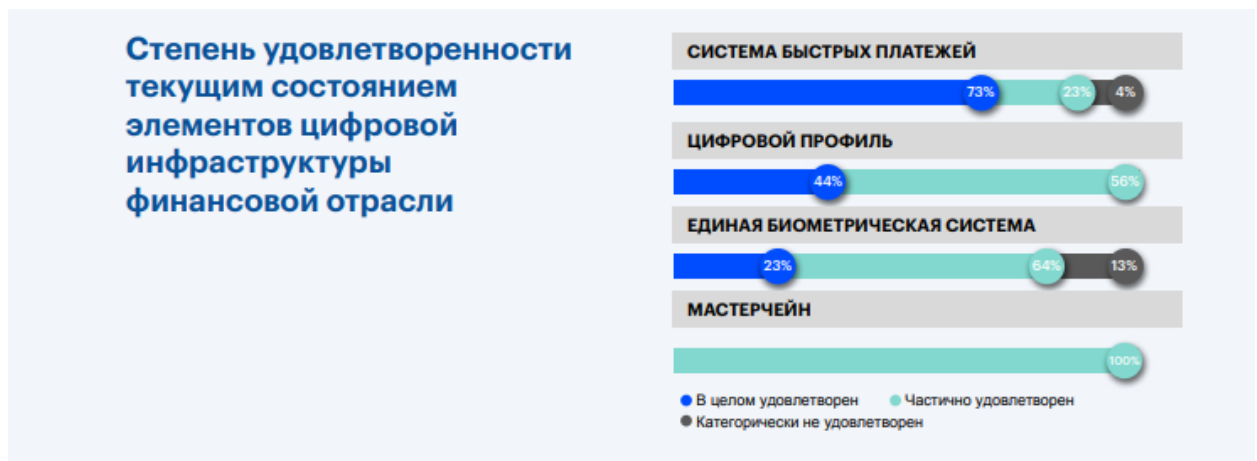 Степень удовлетворенности
текущим состоянием
элементов цифровой
инфраструктуры
финансовой отрасли
СИСТЕМА БЫСТРЫХ ПЛАТЕЖЕЙ
73% 23% 4%
ЦИФРОВОЙ ПРОФИЛЬ
44% 56%
ЕДИНАЯ БИОМЕТРИЧЕСКАЯ СИСТЕМА
23% 64% 13%
МАСТЕРЧЕЙН
100%
В целом удовлетворен Частично удовлетворен
Категорически не удовлетворен